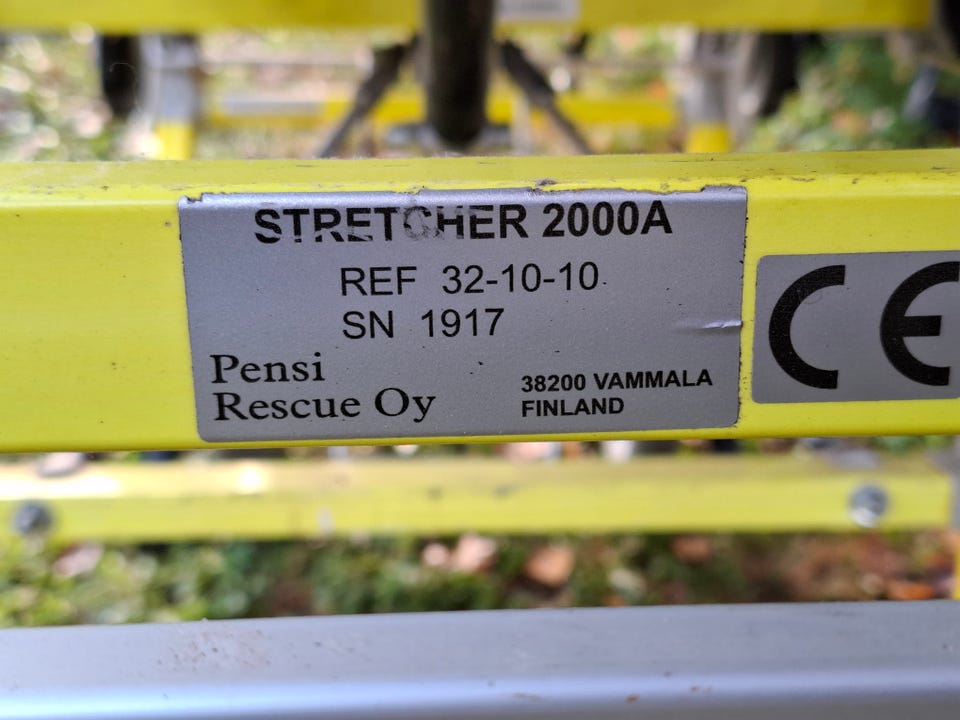 STRETCHER 2000A
REF 32-10-10
SN 1917
Pensi
Rescue Oy
38200 VAMMALA
FINLAND
CE